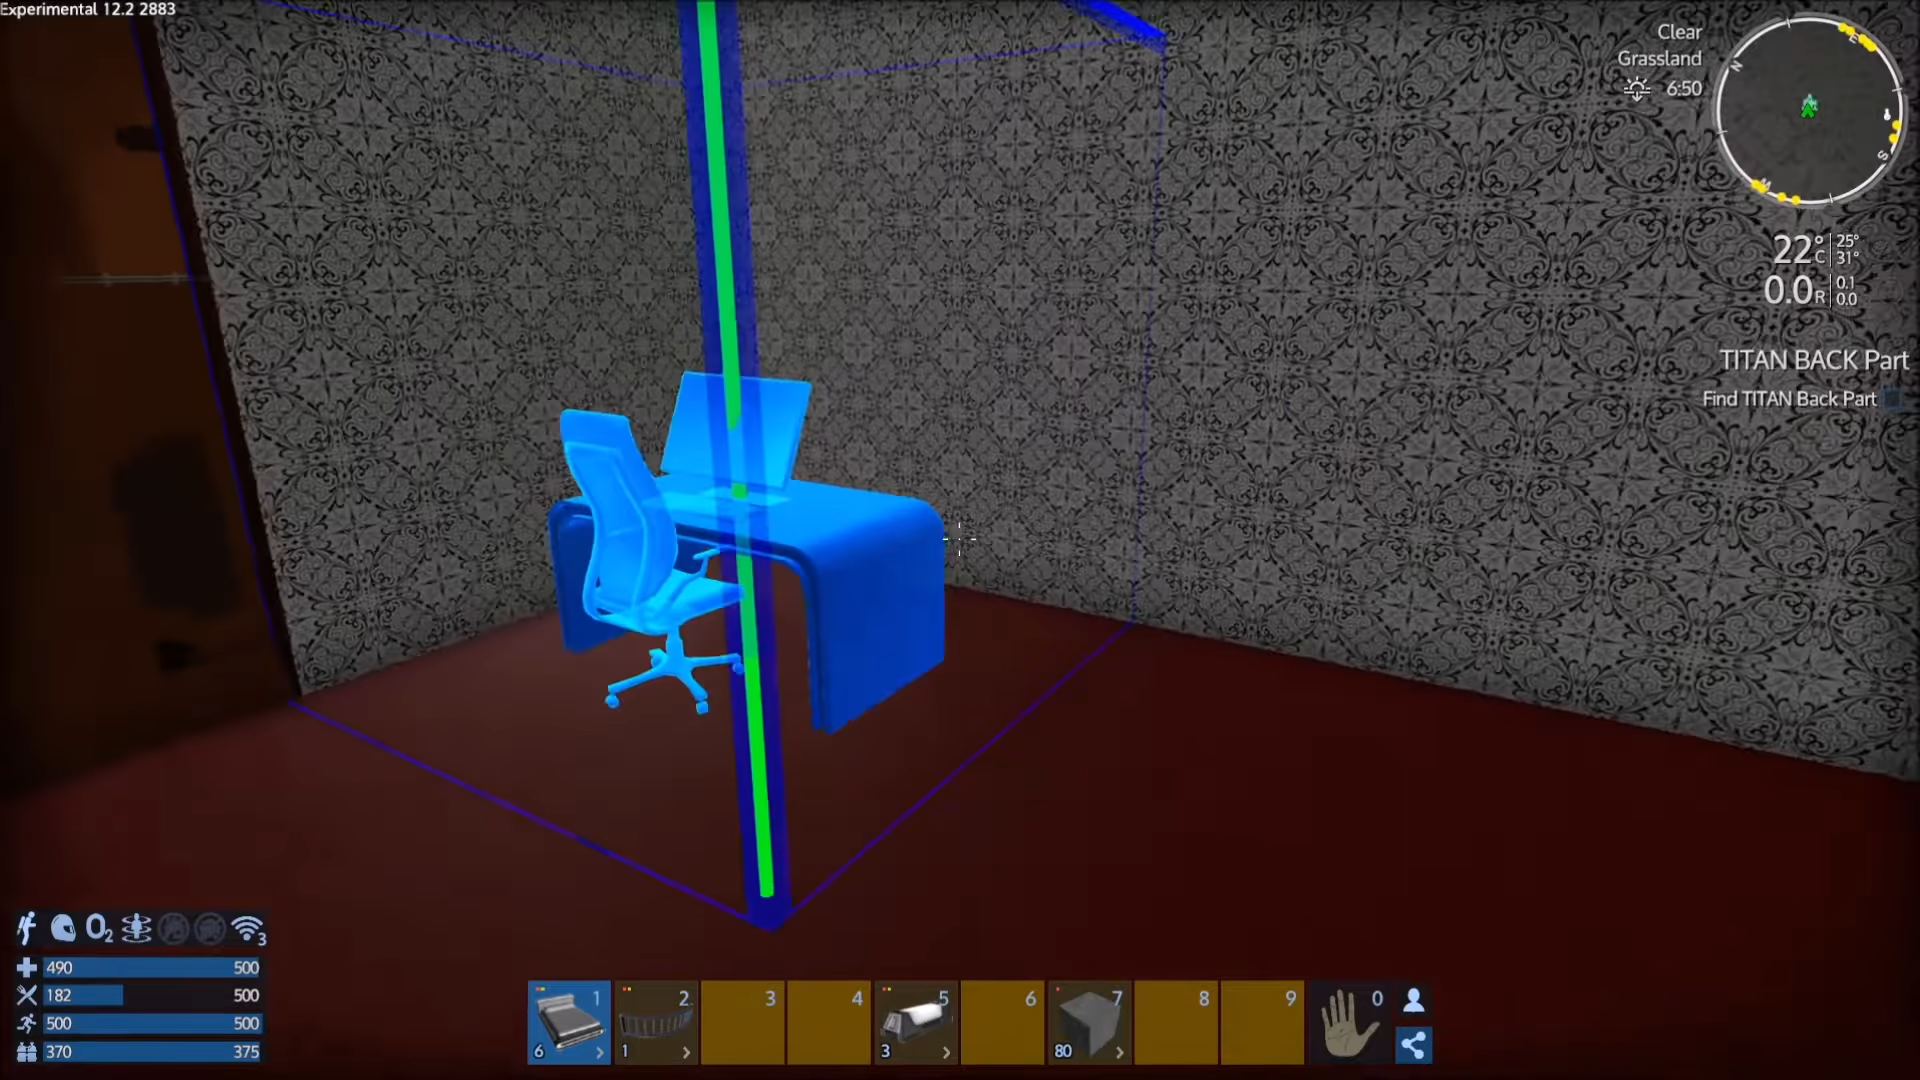 Experimental 12.2 2883
Clear
Grassland
6:50
N
E
S
W
22°C 25°
31°
0.0R 0.1
0.0
TITAN BACK Part
Find TITAN Back Part
O2
3
490 500
182 500
500 500
370 375
1 2 3 4 5 6 7 8 9 0
6 1 3 80